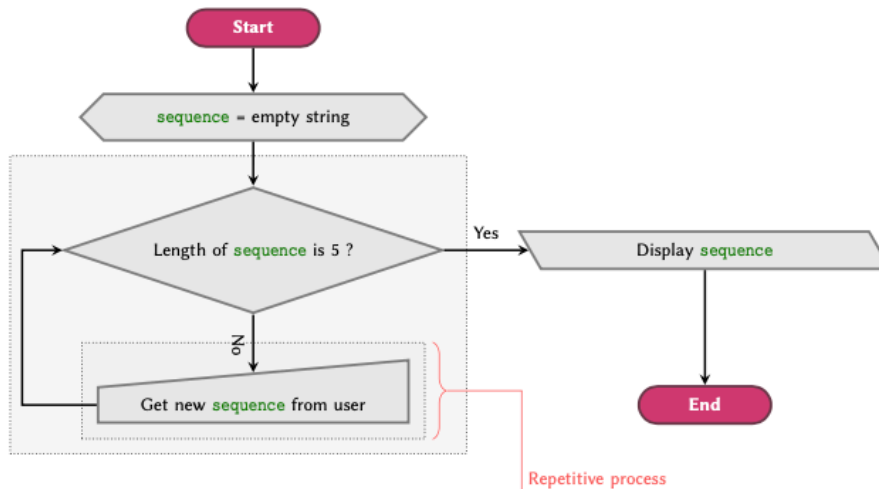 Start
sequence = empty string
Length of sequence is 5 ?
Yes
Display sequence
No
Get new sequence from user
End
Repetitive process